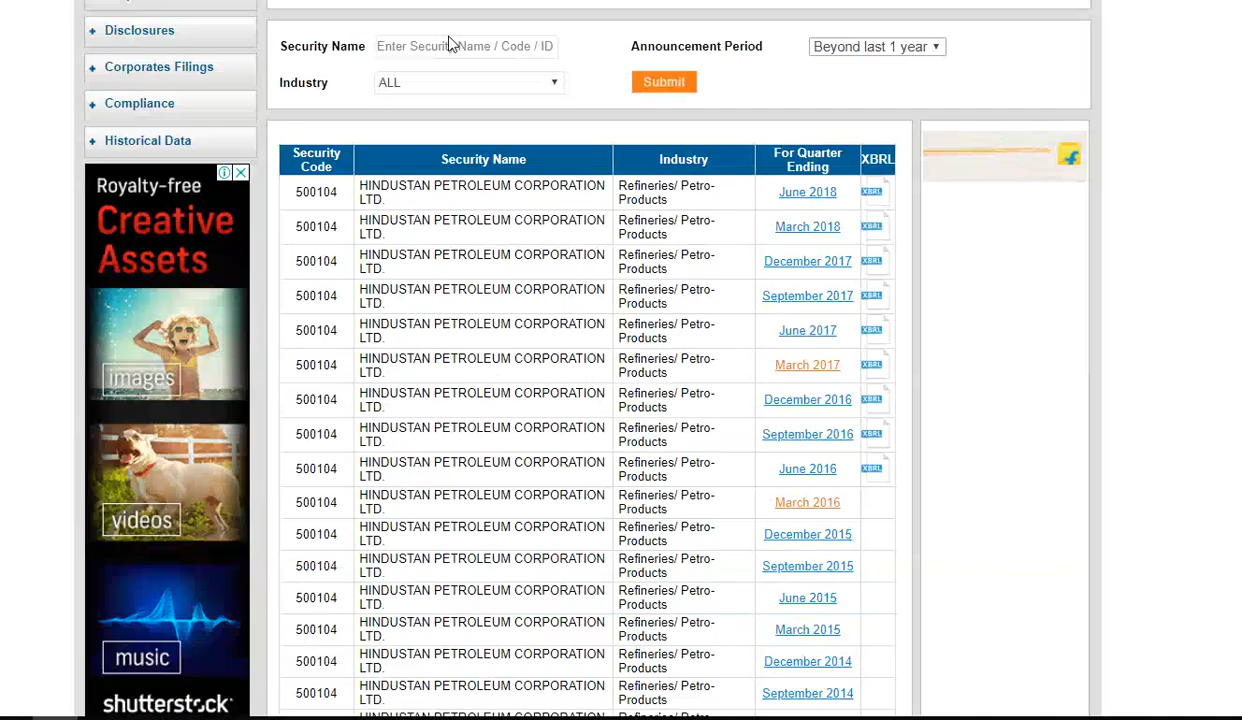 Disclosures
Corporates Filings
Compliance
Historical Data
Security Name
Enter Security Name / Code / ID
Announcement Period
Beyond last 1 year
Industry
ALL
Submit
Royalty-free
Creative
Assets
images
videos
music
shutterstock
Security Code Security Name Industry For Quarter Ending XBRL
500104 HINDUSTAN PETROLEUM CORPORATION LTD. Refineries/ Petro-Products June 2018 XBRL
500104 HINDUSTAN PETROLEUM CORPORATION LTD. Refineries/ Petro-Products March 2018 XBRL
500104 HINDUSTAN PETROLEUM CORPORATION LTD. Refineries/ Petro-Products December 2017 XBRL
500104 HINDUSTAN PETROLEUM CORPORATION LTD. Refineries/ Petro-Products September 2017 XBRL
500104 HINDUSTAN PETROLEUM CORPORATION LTD. Refineries/ Petro-Products June 2017 XBRL
500104 HINDUSTAN PETROLEUM CORPORATION LTD. Refineries/ Petro-Products March 2017 XBRL
500104 HINDUSTAN PETROLEUM CORPORATION LTD. Refineries/ Petro-Products December 2016 XBRL
500104 HINDUSTAN PETROLEUM CORPORATION LTD. Refineries/ Petro-Products September 2016 XBRL
500104 HINDUSTAN PETROLEUM CORPORATION LTD. Refineries/ Petro-Products June 2016 XBRL
500104 HINDUSTAN PETROLEUM CORPORATION LTD. Refineries/ Petro-Products March 2016
500104 HINDUSTAN PETROLEUM CORPORATION LTD. Refineries/ Petro-Products December 2015
500104 HINDUSTAN PETROLEUM CORPORATION LTD. Refineries/ Petro-Products September 2015
500104 HINDUSTAN PETROLEUM CORPORATION LTD. Refineries/ Petro-Products June 2015
500104 HINDUSTAN PETROLEUM CORPORATION LTD. Refineries/ Petro-Products March 2015
500104 HINDUSTAN PETROLEUM CORPORATION LTD. Refineries/ Petro-Products December 2014
500104 HINDUSTAN PETROLEUM CORPORATION LTD. Refineries/ Petro-Products September 2014